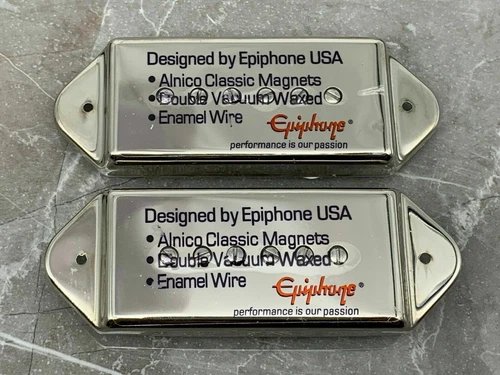 Designed by Epiphone USA
• Alnico Classic Magnets
• Double Vacuum Waxed
• Enamel Wire
Epiphone®
performance is our passion
Designed by Epiphone USA
• Alnico Classic Magnets
• Double Vacuum Waxed
• Enamel Wire
Epiphone®
performance is our passion